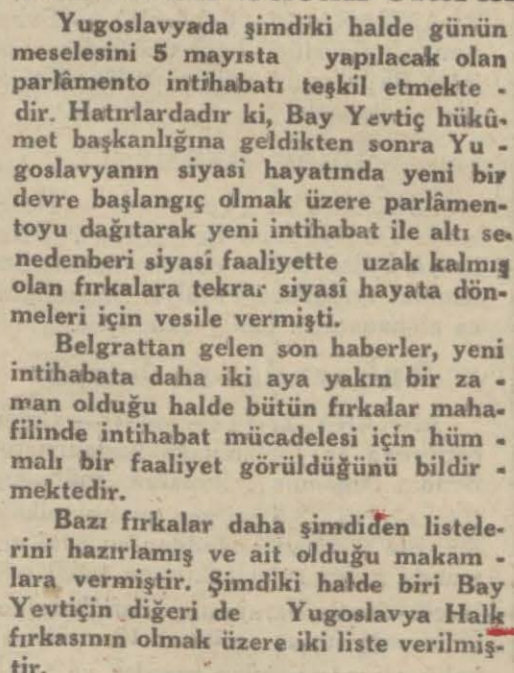 Yugoslavyada şimdiki halde günün
meselesini 5 mayısta yapılacak olan
parlâmento intihabatı teşkil etmekte -
dir. Hatırlardadır ki, Bay Yevtiç hükû-
met başkanlığına geldikten sonra Yu -
goslavyanın siyasî hayatında yeni bir
devre başlangıç olmak üzere parlâmen-
toyu dağıtarak yeni intihabat ile altı se-
nedenberi siyasî faaliyette uzak kalmış
olan fırkalara tekrar siyasî hayata dön-
meleri için vesile vermişti.
Belgrattan gelen son haberler, yeni
intihabata daha iki aya yakın bir za -
man olduğu halde bütün fırkalar maha-
filinde intihabat mücadelesi için hüm -
malı bir faaliyet görüldüğünü bildir -
mektedir.
Bazı fırkalar daha şimdiden listele-
rini hazırlamış ve ait olduğu makam -
lara vermiştir. Şimdiki halde biri Bay
Yevtiçin diğeri de Yugoslavya Halk
fırkasının olmak üzere iki liste verilmiş-
tir.